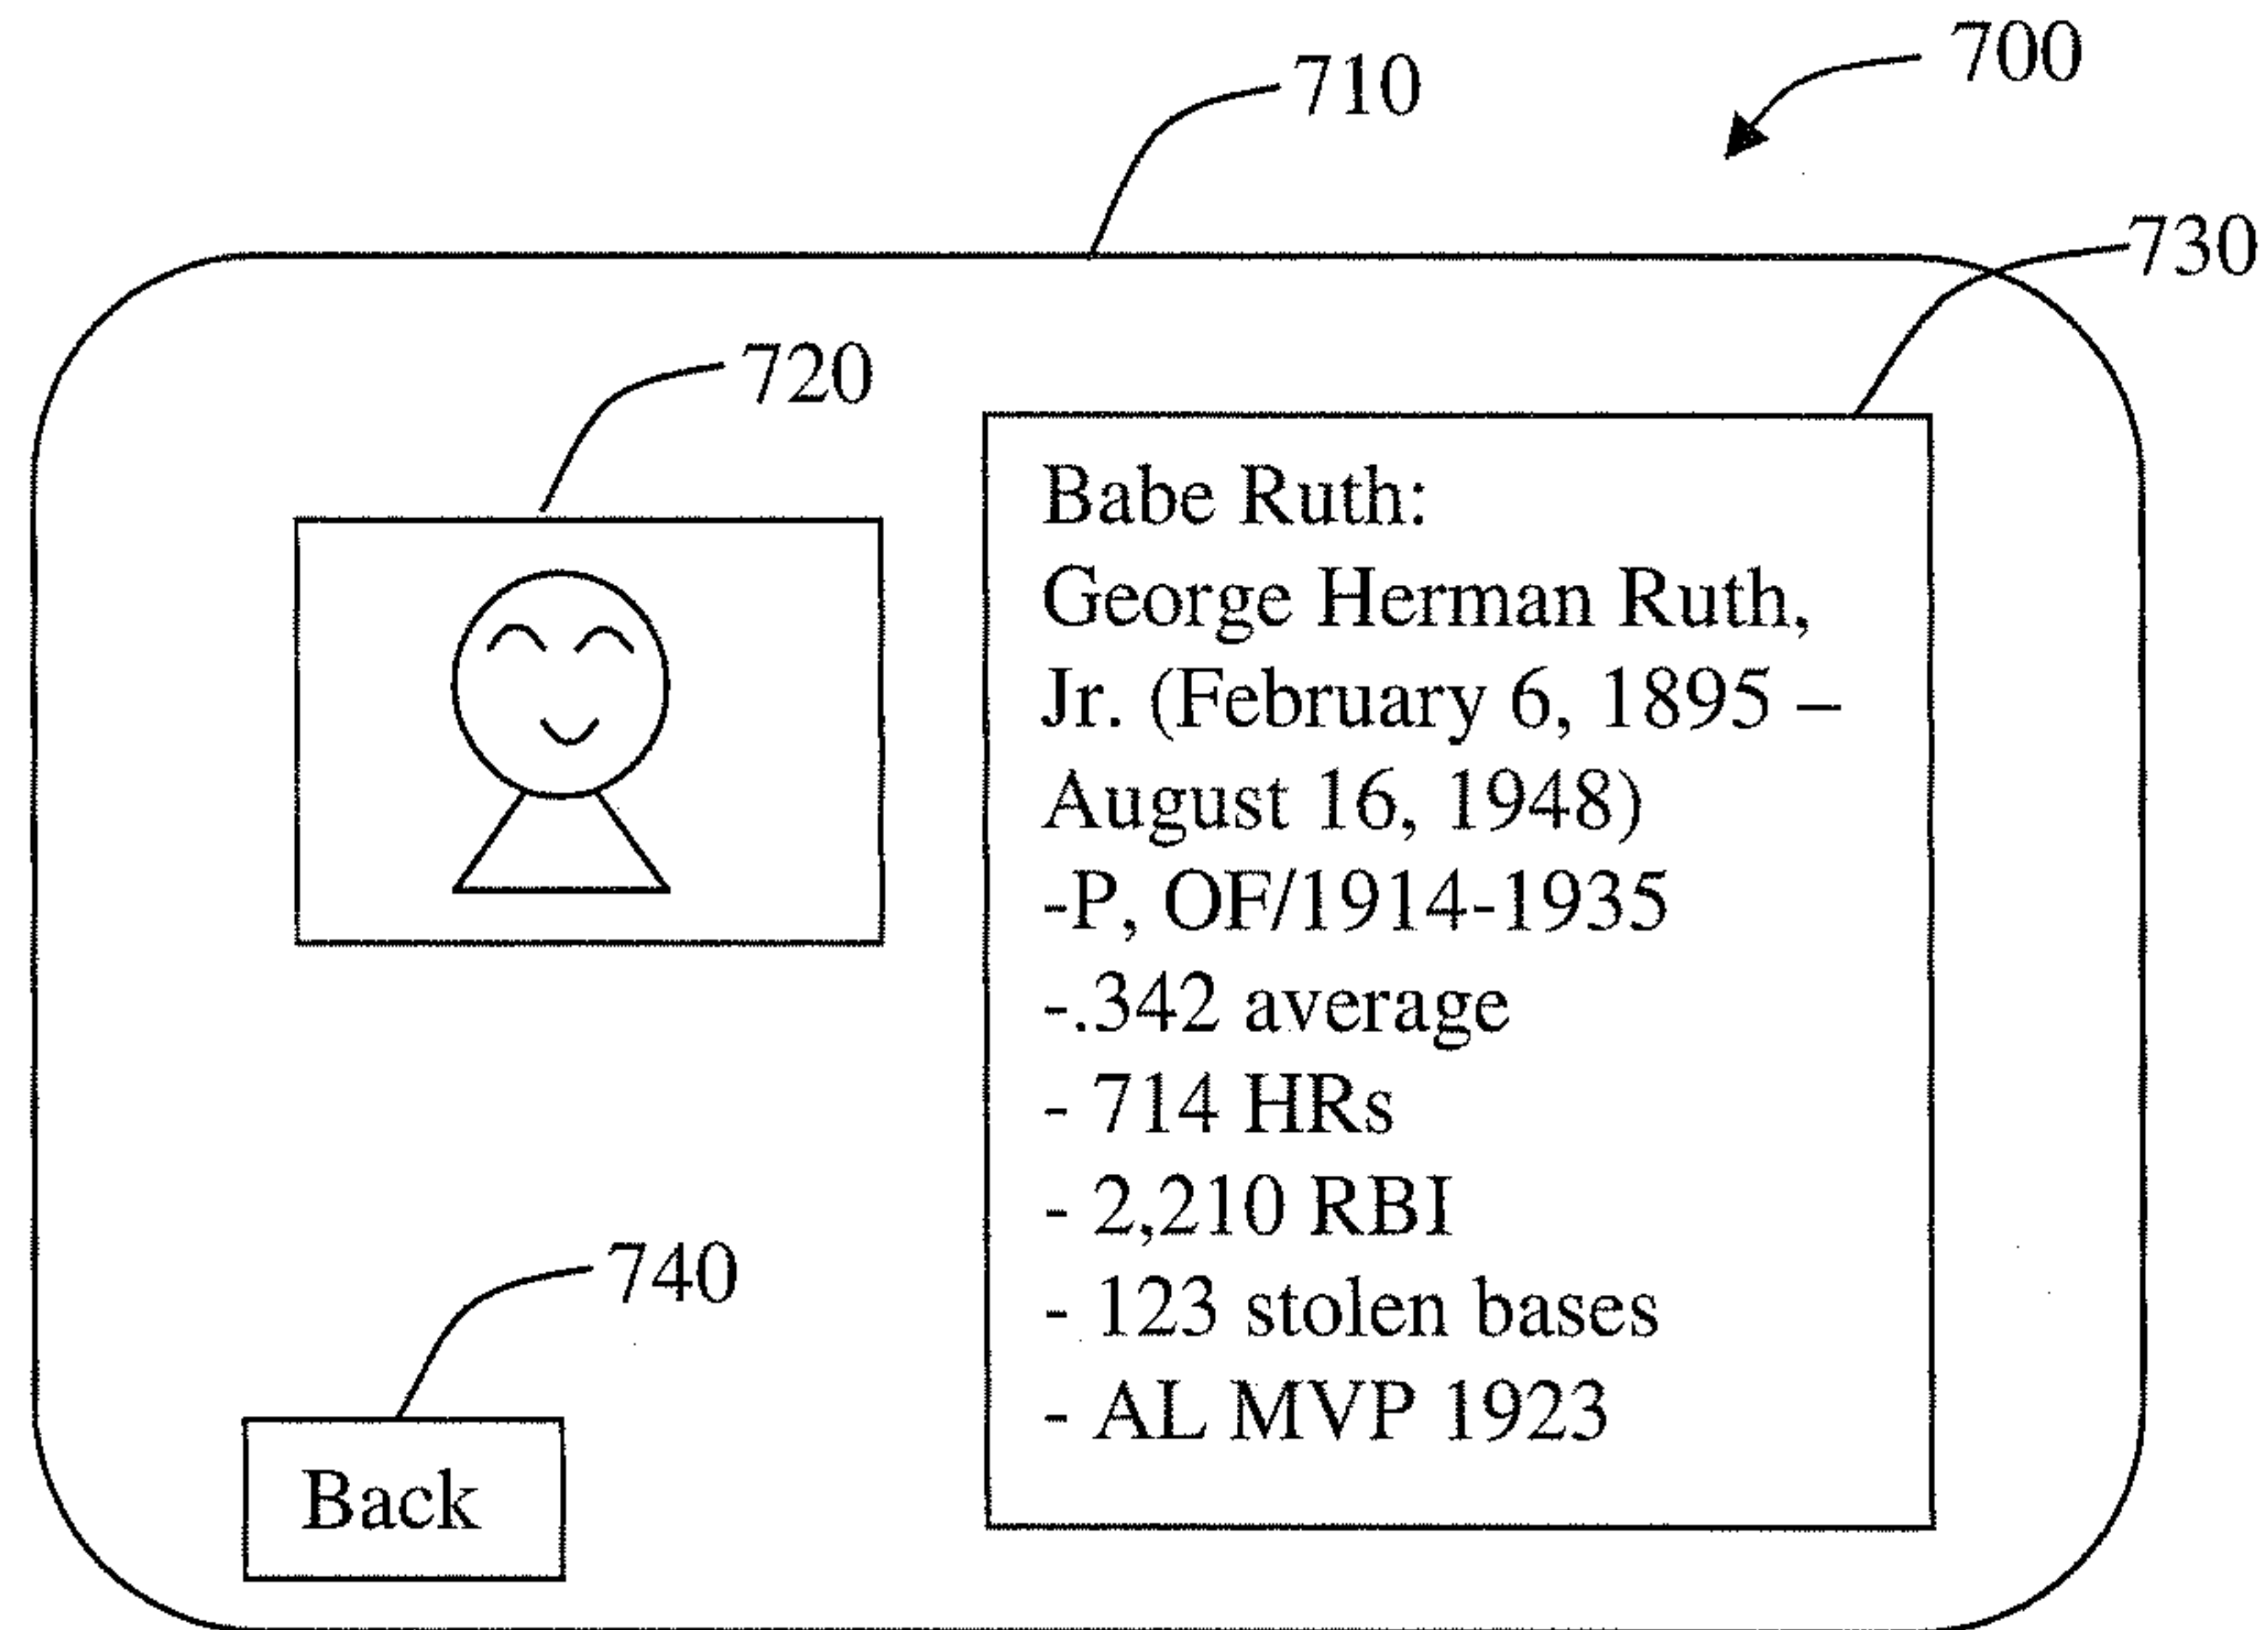 700
710
730
720
Babe Ruth:
George Herman Ruth,
Jr. (February 6, 1895 –
August 16, 1948)
-P, OF/1914-1935
-.342 average
- 714 HRs
- 2,210 RBI
- 123 stolen bases
- AL MVP 1923
740
Back